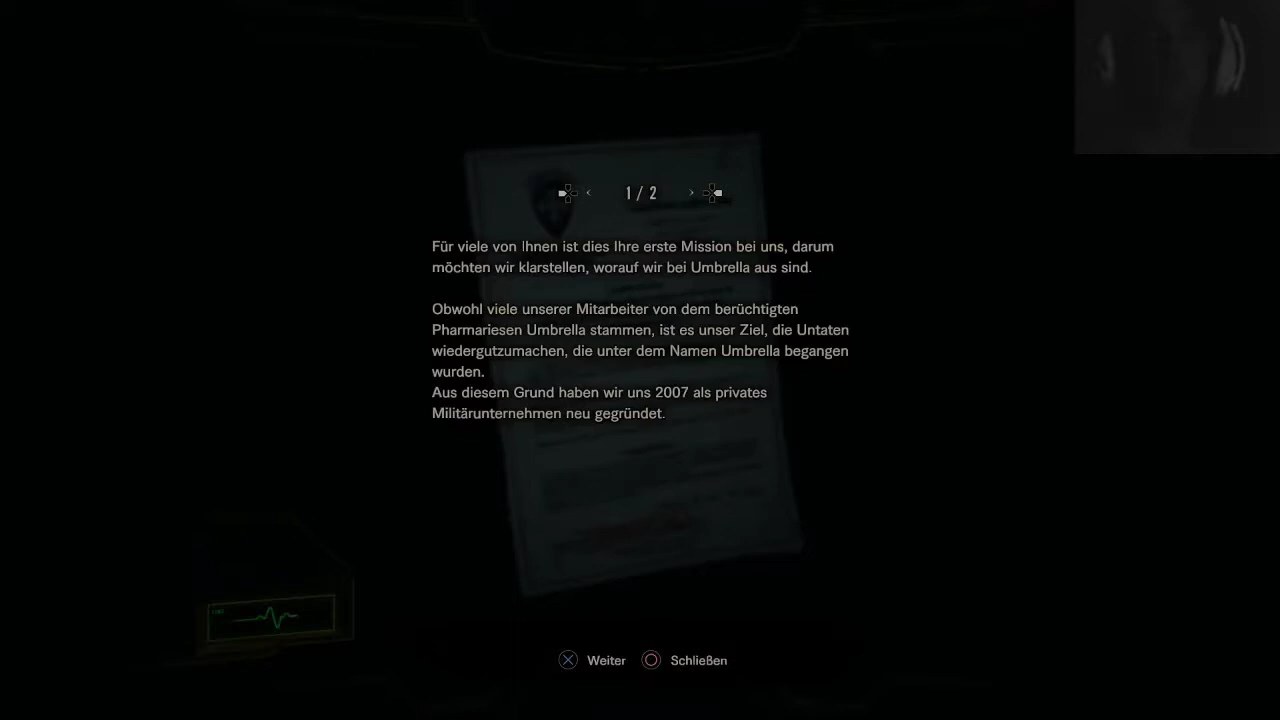 1 / 2
Für viele von Ihnen ist dies Ihre erste Mission bei uns, darum
möchten wir klarstellen, worauf wir bei Umbrella aus sind.
Obwohl viele unserer Mitarbeiter von dem berüchtigten
Pharmariesen Umbrella stammen, ist es unser Ziel, die Untaten
wiedergutzumachen, die unter dem Namen Umbrella begangen
wurden.
Aus diesem Grund haben wir uns 2007 als privates
Militärunternehmen neu gegründet.
Weiter Schließen